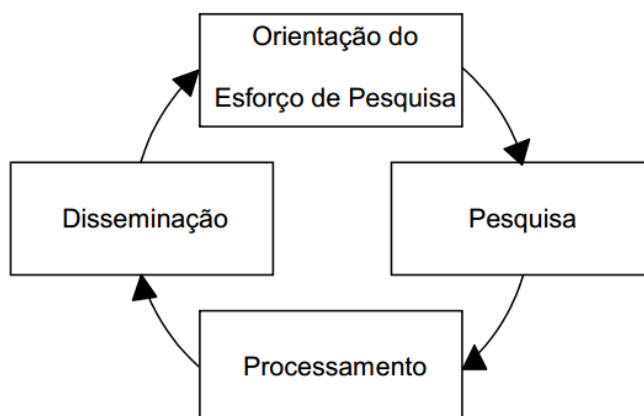 Orientação do
Esforço de Pesquisa
Disseminação
Pesquisa
Processamento